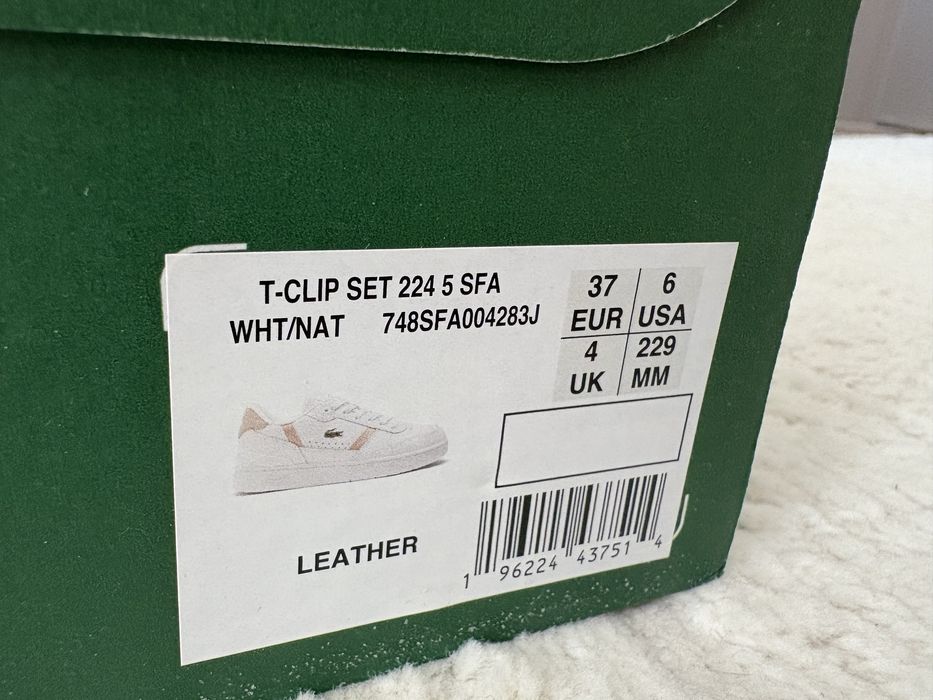 T-CLIP SET 224 5 SFA
WHT/NAT 748SFA004283J
37 6
EUR USA
4 229
UK MM
LEATHER
1 96224 43751 4